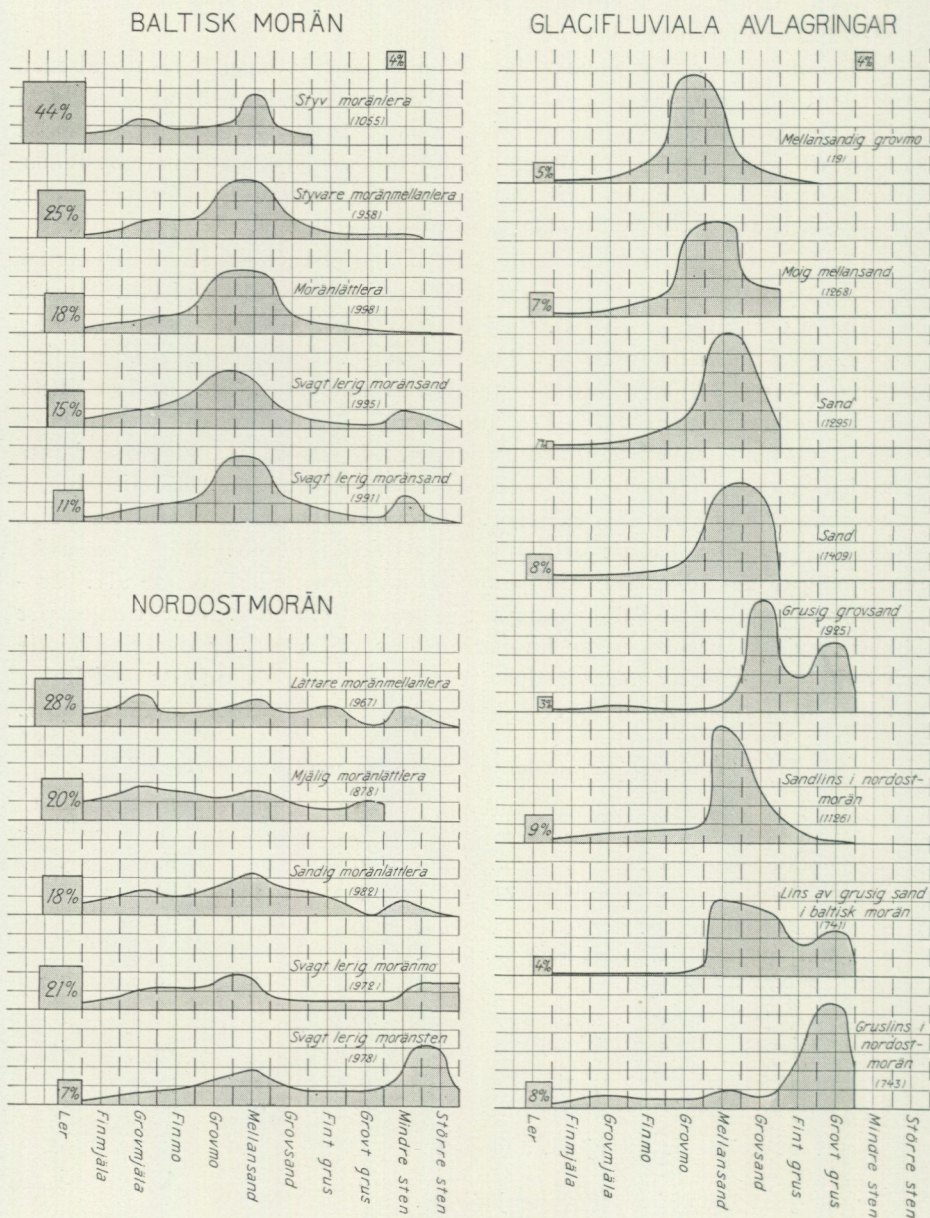 BALTISK MORÄN
4%
44%
Styv moränlera
(1055)
25%
Styvare moränmellanlera
(958)
18%
Moränlättlera
(998)
15%
Svagt lerig moränsand
(995)
11%
Svagt lerig moränsand
(991)
NORDOSTMORÄN
28%
Lättare moränmellanlera
(967)
20%
Mjälig moränlättlera
(878)
18%
Sandig moränlättlera
(982)
21%
Svagt lerig moränmo
(972)
7%
Svagt lerig moränsten
(978)
Ler
Finmjäla
Grovmjäla
Finmo
Grovmo
Mellansand
Grovsand
Fint grus
Grovt grus
Mindre sten
Större sten
GLACIFLUVIALA AVLAGRINGAR
4%
5%
Mellansandig grovmo
(19)
7%
Moig mellansand
(1268)
1%
Sand
(1295)
8%
Sand
(1409)
3%
Grusig grovsand
(925)
9%
Sandlins i nordost-
morän
(1126)
4%
Lins av grusig sand
i baltisk morän
(741)
8%
Gruslins i
nordost-
morän
(743)
Ler
Finmjäla
Grovmjäla
Finmo
Grovmo
Mellansand
Grovsand
Fint grus
Grovt grus
Mindre sten
Större sten